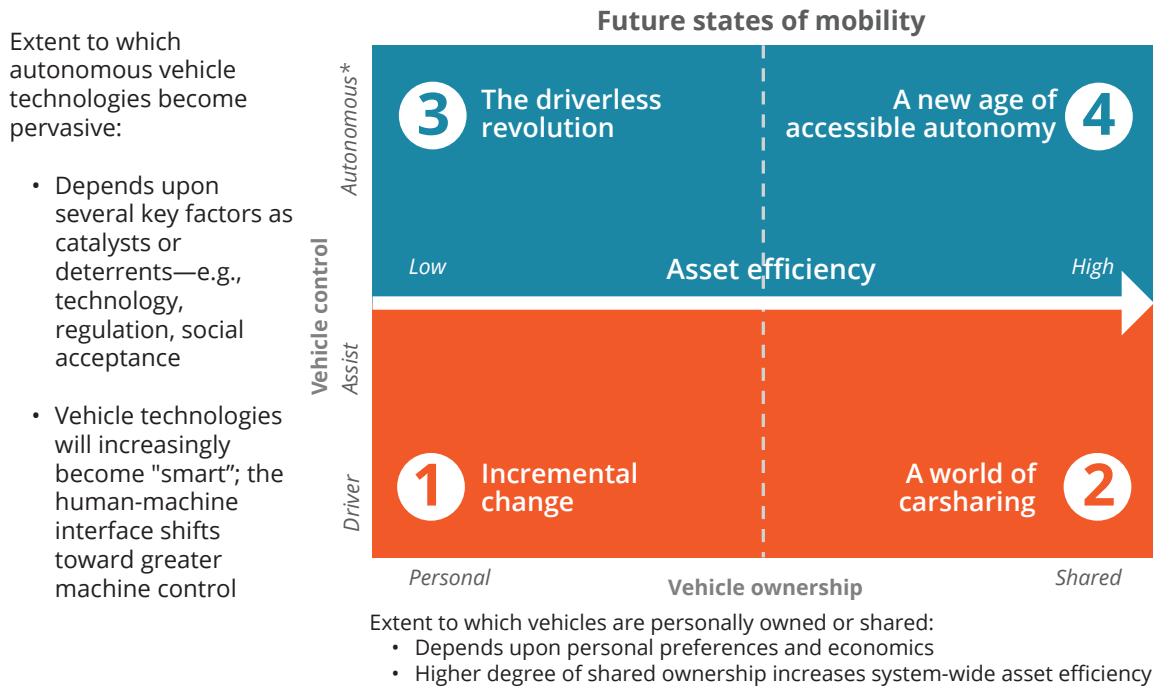 Future states of mobility
Extent to which
autonomous vehicle
technologies become
pervasive:
• Depends upon
several key factors as
catalysts or
deterrents—e.g.,
technology,
regulation, social
acceptance
• Vehicle technologies
will increasingly
become "smart”; the
human-machine
interface shifts
toward greater
machine control
Vehicle control
Autonomous*
Assist
Driver
3
The driverless
revolution
A new age of
accessible autonomy
4
Low
Asset efficiency
High
1
Incremental
change
A world of
carsharing
2
Personal
Vehicle ownership
Shared
Extent to which vehicles are personally owned or shared:
• Depends upon personal preferences and economics
• Higher degree of shared ownership increases system-wide asset efficiency